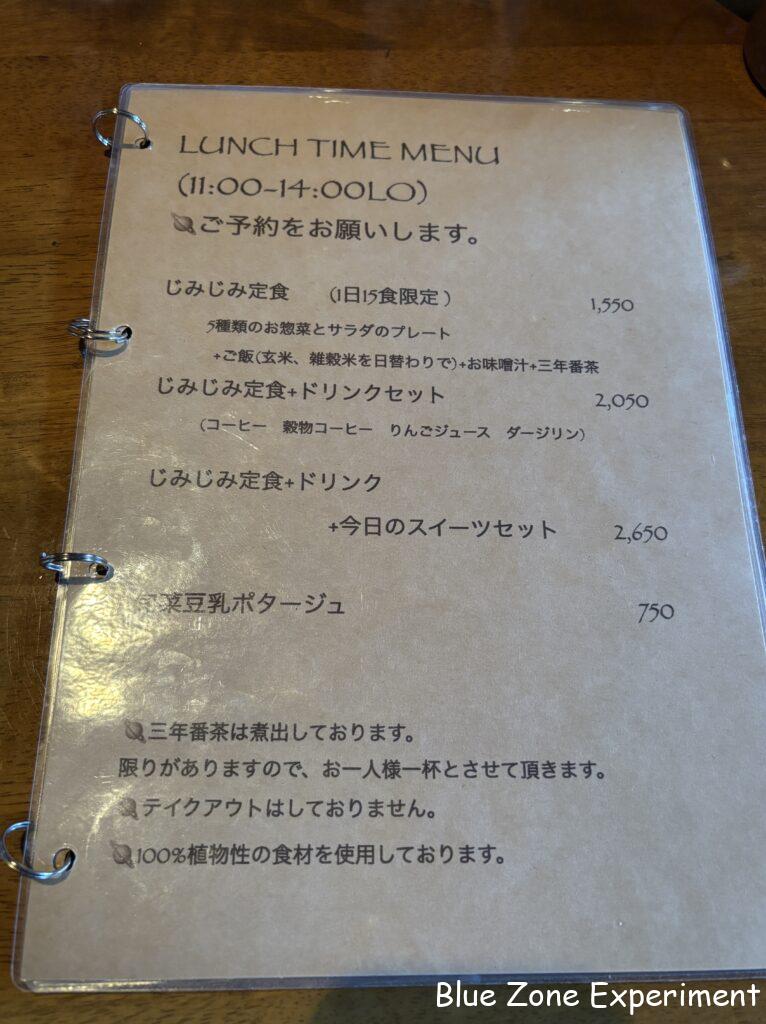 LUNCH TIME MENU
(11:00-14:00LO)
ご予約をお願いします。
じみじみ定食 (1日15食限定) 1,550
5種類のお惣菜とサラダのプレート
+ご飯(玄米、雑穀米を日替わりで)+お味噌汁+三年番茶
じみじみ定食+ドリンクセット 2,050
(コーヒー 穀物コーヒー りんごジュース ダージリン)
じみじみ定食+ドリンク
+今日のスイーツセット 2,650
旬菜豆乳ポタージュ 750
三年番茶は煮出しております。
限りがありますので、お一人様一杯とさせて頂きます。
テイクアウトはしておりません。
100%植物性の食材を使用しております。
Blue Zone Experiment